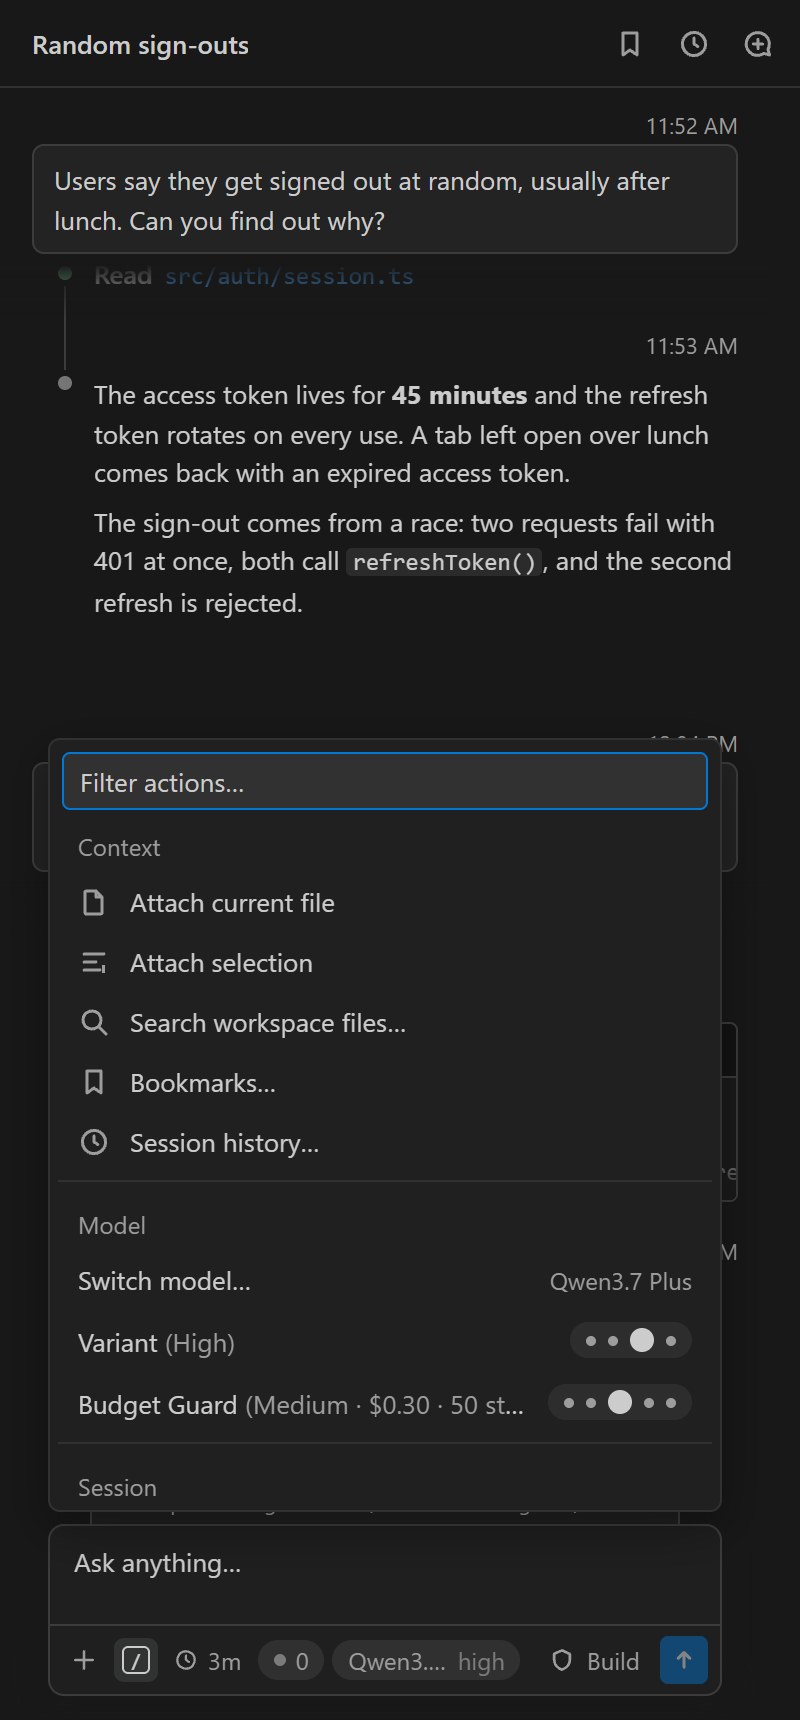 Random sign-outs
11:52 AM
Users say they get signed out at random, usually after
lunch. Can you find out why?
Read src/auth/session.ts
11:53 AM
The access token lives for 45 minutes and the refresh
token rotates on every use. A tab left open over lunch
comes back with an expired access token.
The sign-out comes from a race: two requests fail with
401 at once, both call refreshToken(), and the second
refresh is rejected.
Filter actions...
Context
Attach current file
Attach selection
Search workspace files...
Bookmarks...
Session history...
Model
Switch model... Qwen3.7 Plus
Variant (High)
Budget Guard (Medium · $0.30 · 50 st...
Session
Ask anything...
/ 3m 0 Qwen3.... high Build